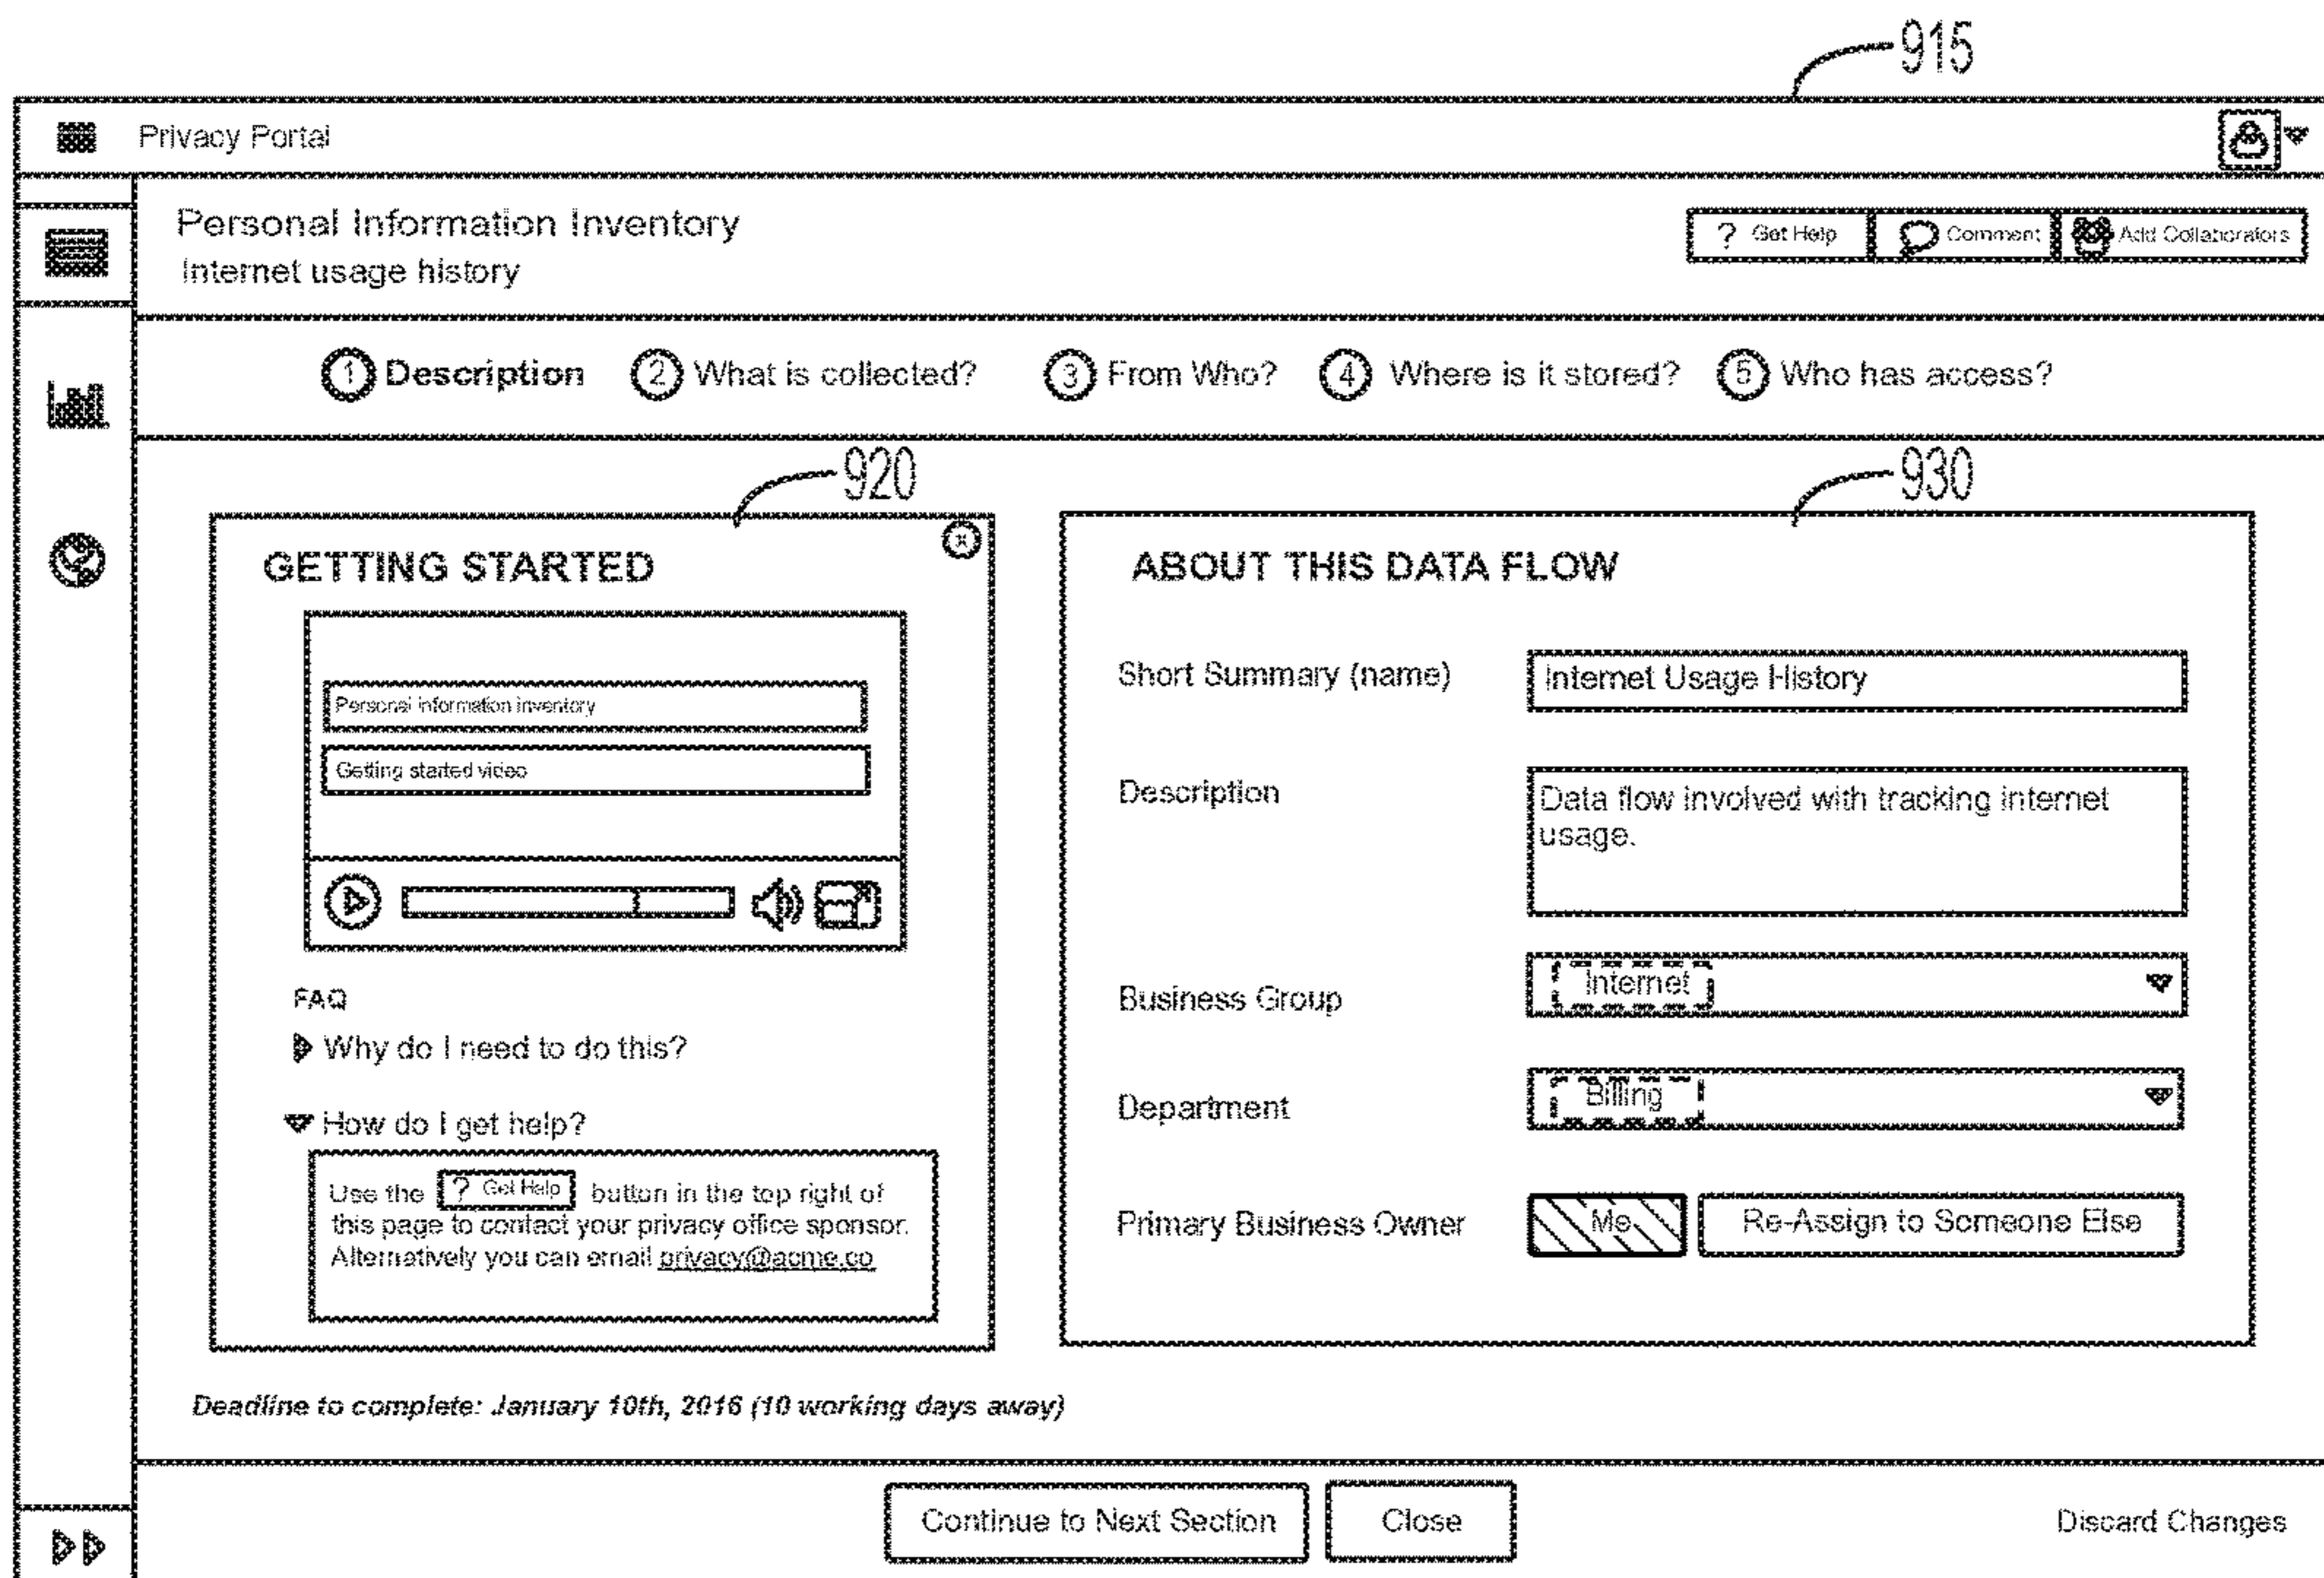 915
Privacy Portal
Personal Information Inventory
Internet usage history
? Get Help
Comment
Add Collaborators
1 Description 2 What is collected? 3 From Who? 4 Where is it stored? 5 Who has access?
920
930
GETTING STARTED
x
Personal information inventory
Getting started video
FAQ
Why do I need to do this?
How do I get help?
Use the ? Get Help button in the top right of
this page to contact your privacy office sponsor.
Alternatively you can email privacy@acme.co
ABOUT THIS DATA FLOW
Short Summary (name)
Internet Usage History
Description
Data flow involved with tracking internet
usage.
Business Group
Internet
Department
Billing
Primary Business Owner
Me
Re-Assign to Someone Else
Deadline to complete: January 10th, 2016 (10 working days away)
Continue to Next Section
Close
Discard Changes